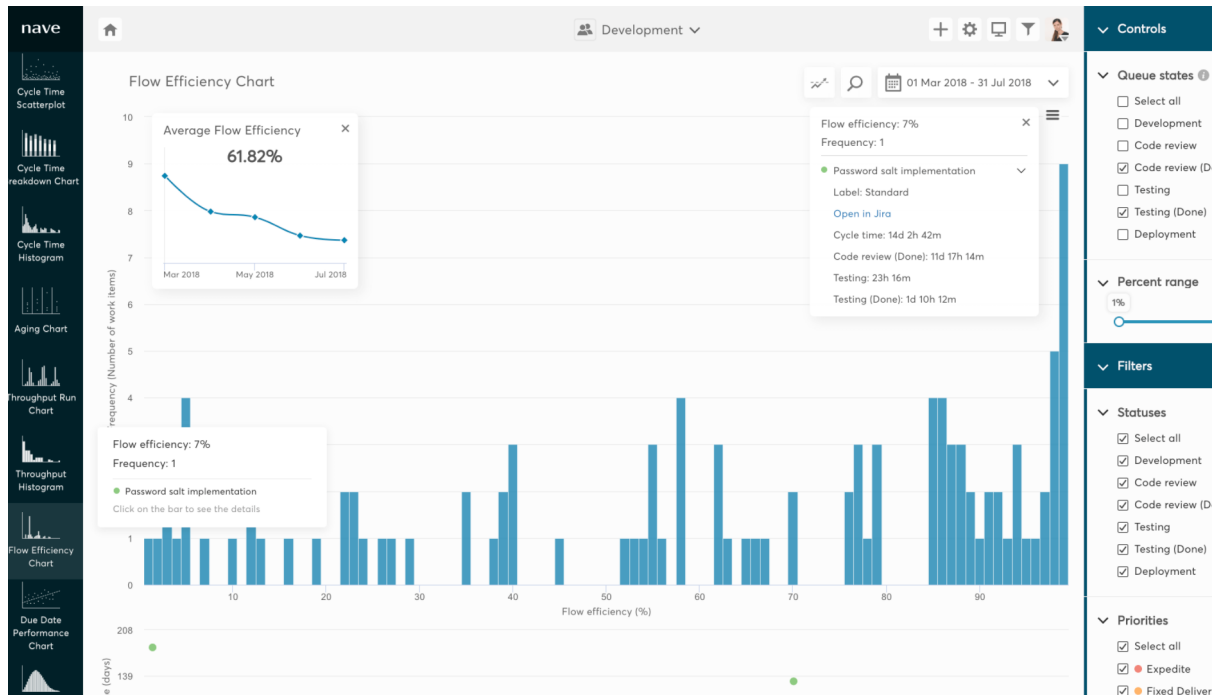 nave
Development
Cycle Time
Scatterplot
Cycle Time
reakdown Chart
Cycle Time
Histogram
Aging Chart
Throughput Run
Chart
Throughput
Histogram
Flow Efficiency
Chart
Due Date
Performance
Chart
Flow Efficiency Chart
01 Mar 2018 - 31 Jul 2018
Average Flow Efficiency
61.82%
Mar 2018 May 2018 Jul 2018
Flow efficiency: 7%
Frequency: 1
Password salt implementation
Label: Standard
Open in Jira
Cycle time: 14d 2h 42m
Code review (Done): 11d 17h 14m
Testing: 23h 16m
Testing (Done): 1d 10h 12m
Frequency (Number of work items)
10
9
8
7
6
5
4
1
0
Flow efficiency: 7%
Frequency: 1
Password salt implementation
Click on the bar to see the details
10 20 30 40 50 60 70 80 90
Flow efficiency (%)
208
139
e (days)
Controls
Queue states
Select all
Development
Code review
Code review (D
Testing
Testing (Done)
Deployment
Percent range
1%
Filters
Statuses
Select all
Development
Code review
Code review (D
Testing
Testing (Done)
Deployment
Priorities
Select all
Expedite
Fixed Deliver